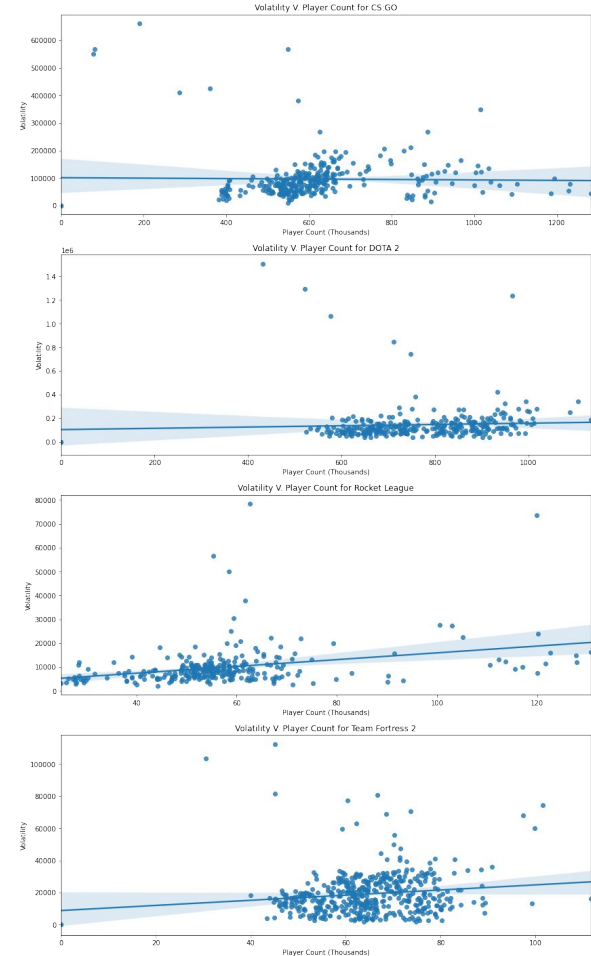 Volatility V. Player Count for CS GO
600000
500000
400000
300000
200000
100000
0
Volatility
0 200 400 600 800 1000 1200
Player Count (Thousands)
1e6
Volatility V. Player Count for DOTA 2
1.4
1.2
1.0
0.8
0.6
0.4
0.2
0.0
Volatility
0 200 400 600 800 1000
Player Count (Thousands)
Volatility V. Player Count for Rocket League
80000
70000
60000
50000
40000
30000
20000
10000
0
Volatility
40 60 80 100 120
Player Count (Thousands)
Volatility V. Player Count for Team Fortress 2
100000
80000
60000
40000
20000
0
Volatility
0 20 40 60 80 100
Player Count (Thousands)